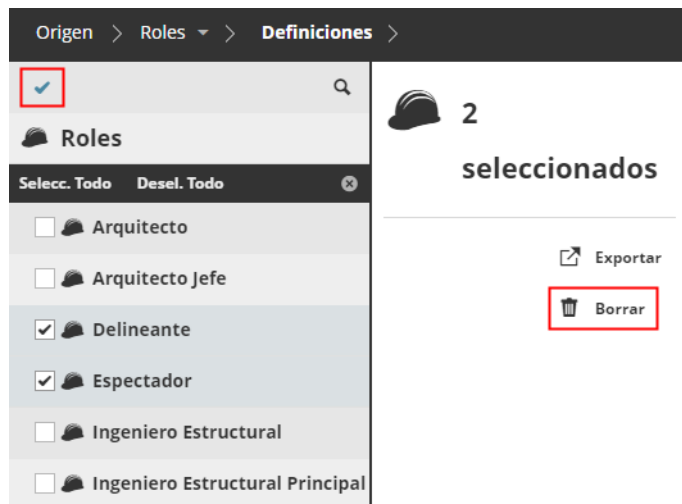 Origen > Roles > Definiciones >
Roles
Selecc. Todo Desel. Todo
Arquitecto
Arquitecto Jefe
Delineante
Espectador
Ingeniero Estructural
Ingeniero Estructural Principal
2
seleccionados
Exportar
Borrar